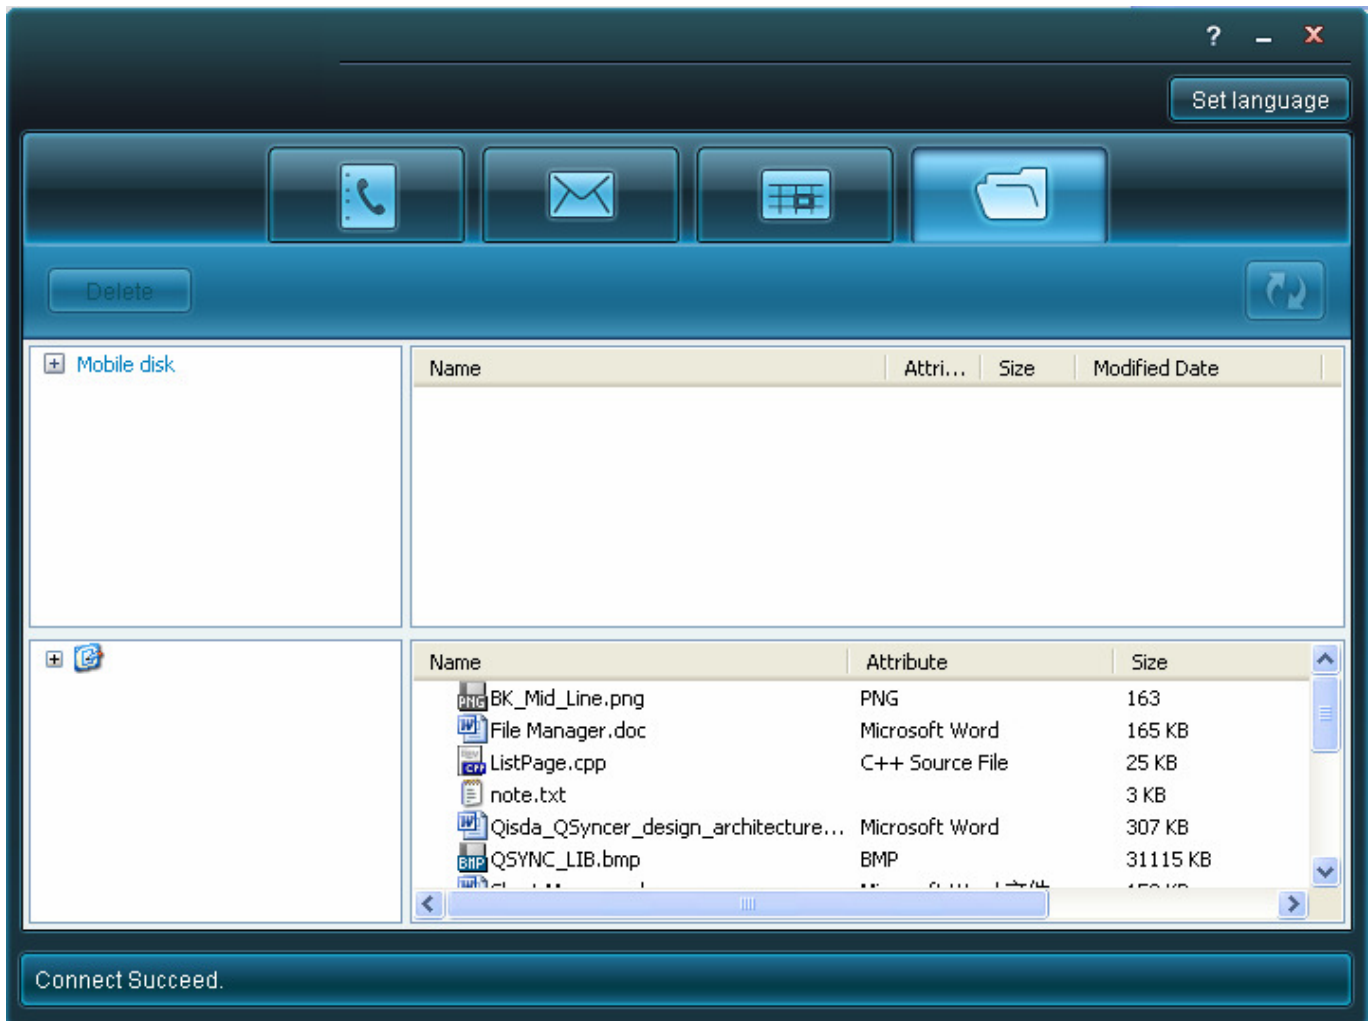 ?
Set language
Delete
Mobile disk
Name Attri... Size Modified Date
Name Attribute Size
BK_Mid_Line.png PNG 163
File Manager.doc Microsoft Word 165 KB
ListPage.cpp C++ Source File 25 KB
note.txt 3 KB
Qisda_QSyncer_design_architecture... Microsoft Word 307 KB
QSYNC_LIB.bmp BMP 31115 KB
Connect Succeed.